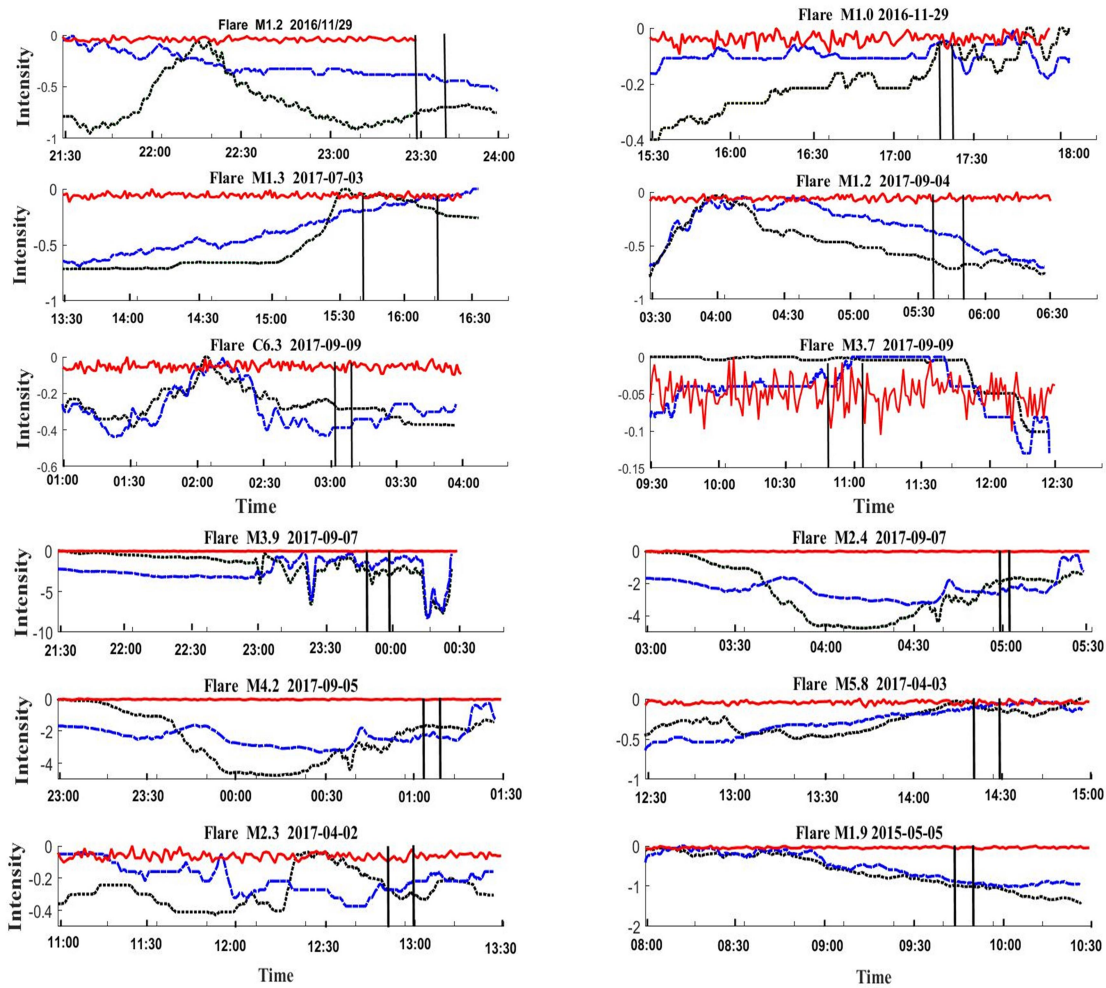 Flare M1.2 2016/11/29
Intensity
0
-0.5
-1
21:30 22:00 22:30 23:00 23:30 24:00
Flare M1.0 2016-11-29
0
-0.2
-0.4
15:30 16:00 16:30 17:00 17:30 18:00
Flare M1.3 2017-07-03
Intensity
0
-0.5
-1
13:30 14:00 14:30 15:00 15:30 16:00 16:30
Flare M1.2 2017-09-04
0
-0.5
-1
03:30 04:00 04:30 05:00 05:30 06:00 06:30
Flare C6.3 2017-09-09
Intensity
0
-0.2
-0.4
-0.6
01:00 01:30 02:00 02:30 03:00 03:30 04:00
Time
Flare M3.7 2017-09-09
0
-0.05
-0.1
-0.15
09:30 10:00 10:30 11:00 11:30 12:00 12:30
Time
Flare M3.9 2017-09-07
Intensity
0
-5
-10
21:30 22:00 22:30 23:00 23:30 00:00 00:30
Flare M2.4 2017-09-07
0
-2
-4
03:00 03:30 04:00 04:30 05:00 05:30
Flare M4.2 2017-09-05
Intensity
0
-2
-4
23:00 23:30 00:00 00:30 01:00 01:30
Flare M5.8 2017-04-03
0
-0.5
-1
12:30 13:00 13:30 14:00 14:30 15:00
Flare M2.3 2017-04-02
Intensity
0
-0.2
-0.4
11:00 11:30 12:00 12:30 13:00 13:30
Time
Flare M1.9 2015-05-05
0
-1
-2
08:00 08:30 09:00 09:30 10:00 10:30
Time